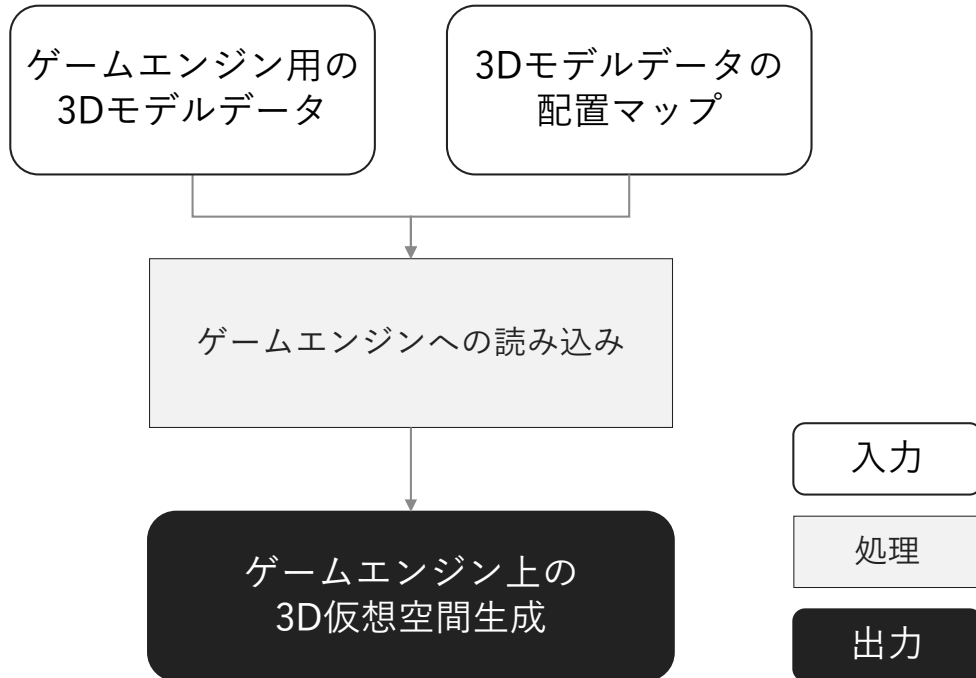 ゲームエンジン用の
3Dモデルデータ
3Dモデルデータの
配置マップ
ゲームエンジンへの読み込み
ゲームエンジン上の
3D仮想空間生成
入力
処理
出力